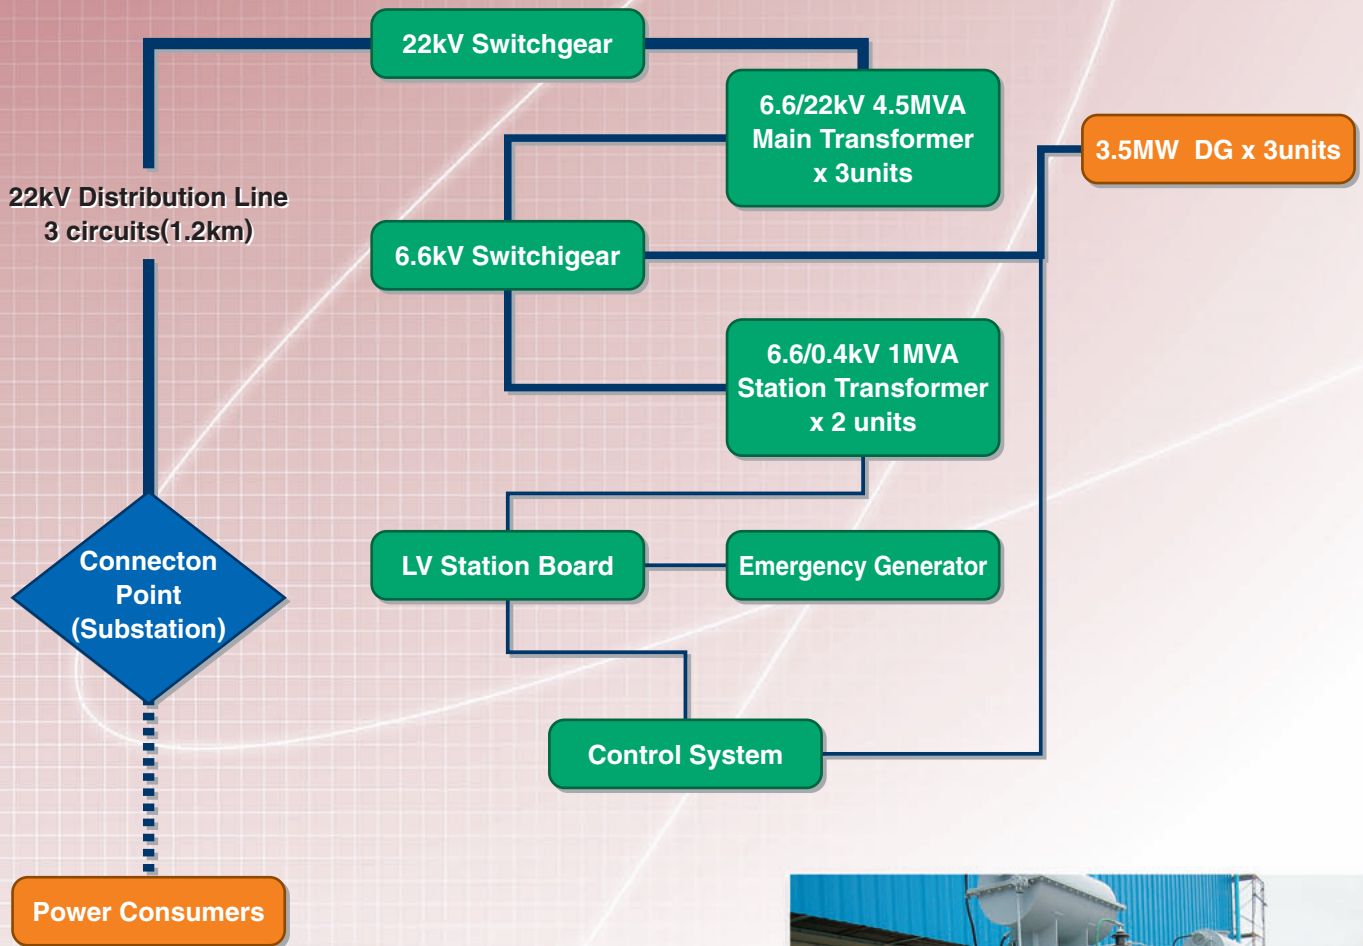 22kV Switchgear
6.6/22kV 4.5MVA
Main Transformer
x 3units
3.5MW DG x 3units
22kV Distribution Line
3 circuits(1.2km)
6.6kV Switchigear
6.6/0.4kV 1MVA
Station Transformer
x 2 units
Connecton
Point
(Substation)
LV Station Board
Emergency Generator
Control System
Power Consumers